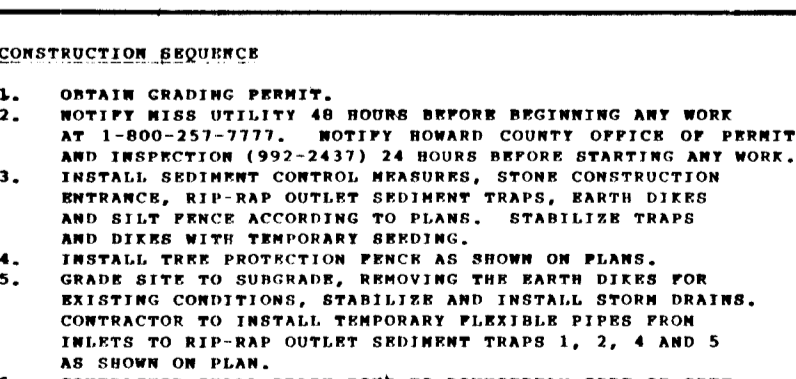 CONSTRUCTION SEQUENCE
1. OBTAIN GRADING PERMIT.
2. NOTIFY MISS UTILITY 48 HOURS BEFORE BEGINNING ANY WORK
AT 1-800-257-7777. NOTIFY HOWARD COUNTY OFFICE OF PERMIT
AND INSPECTION (992-2437) 24 HOURS BEFORE STARTING ANY WORK.
3. INSTALL SEDIMENT CONTROL MEASURES, STONE CONSTRUCTION
ENTRANCE, RIP-RAP OUTLET SEDIMENT TRAPS, EARTH DIKES
AND SILT FENCE ACCORDING TO PLANS. STABILIZE TRAPS
AND DIKES WITH TEMPORARY SEEDING.
4. INSTALL TREE PROTECTION FENCE AS SHOWN ON PLANS.
5. GRADE SITE TO SUBGRADE, REMOVING THE EARTH DIKES FOR
EXISTING CONDITIONS, STABILIZE AND INSTALL STORM DRAINS.
CONTRACTOR TO INSTALL TEMPORARY FLEXIBLE PIPES FROM
INLETS TO RIP-RAP OUTLET SEDIMENT TRAPS 1, 2, 4 AND 5
AS SHOWN ON PLAN.